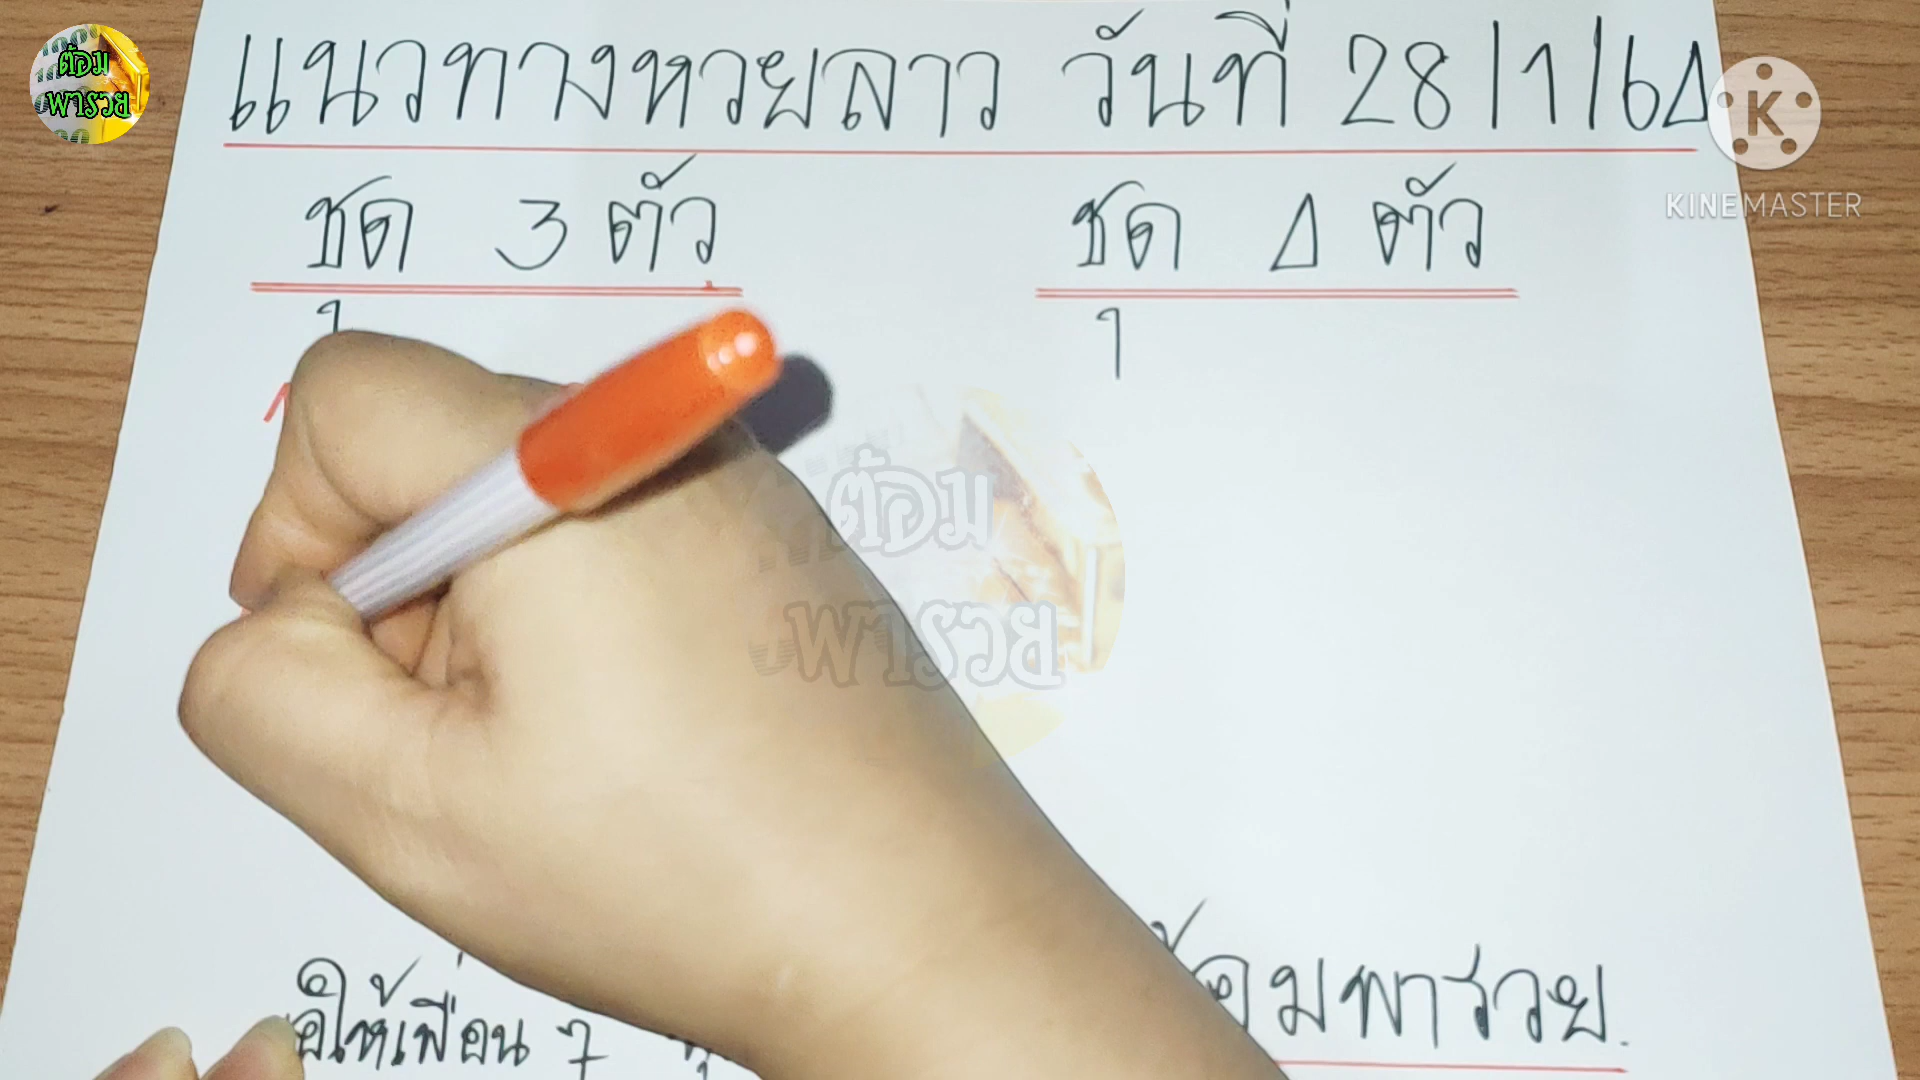 ต้อม
พารวย
แนวทางหวยลาว วันที่ 28/1/64
KINEMASTER
ชุด 3 ตัว
ชุด 4 ตัว
1
1
ต้อม
พารวย
ให้เพื่อน ๆ
ต้อมพารวย